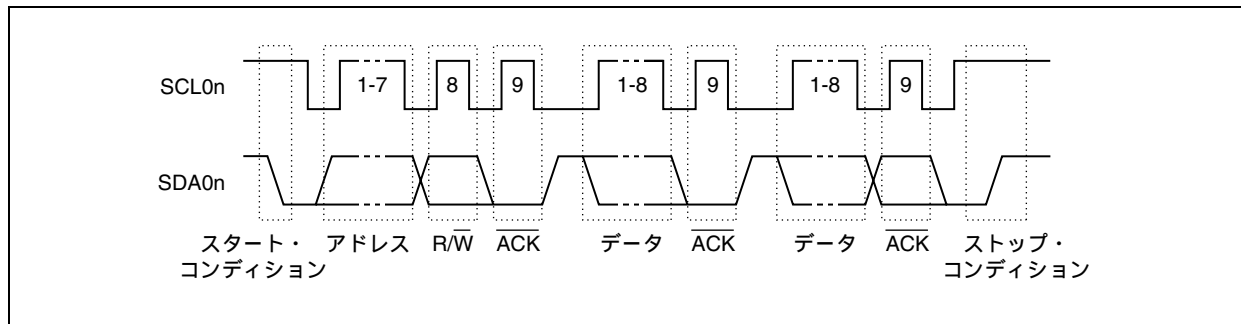 SCL0n 1-7 8 9 1-8 9 1-8 9
SDA0n
スタート・ アドレス R/W ACK データ ACK データ ACK ストップ・
コンディション コンディション